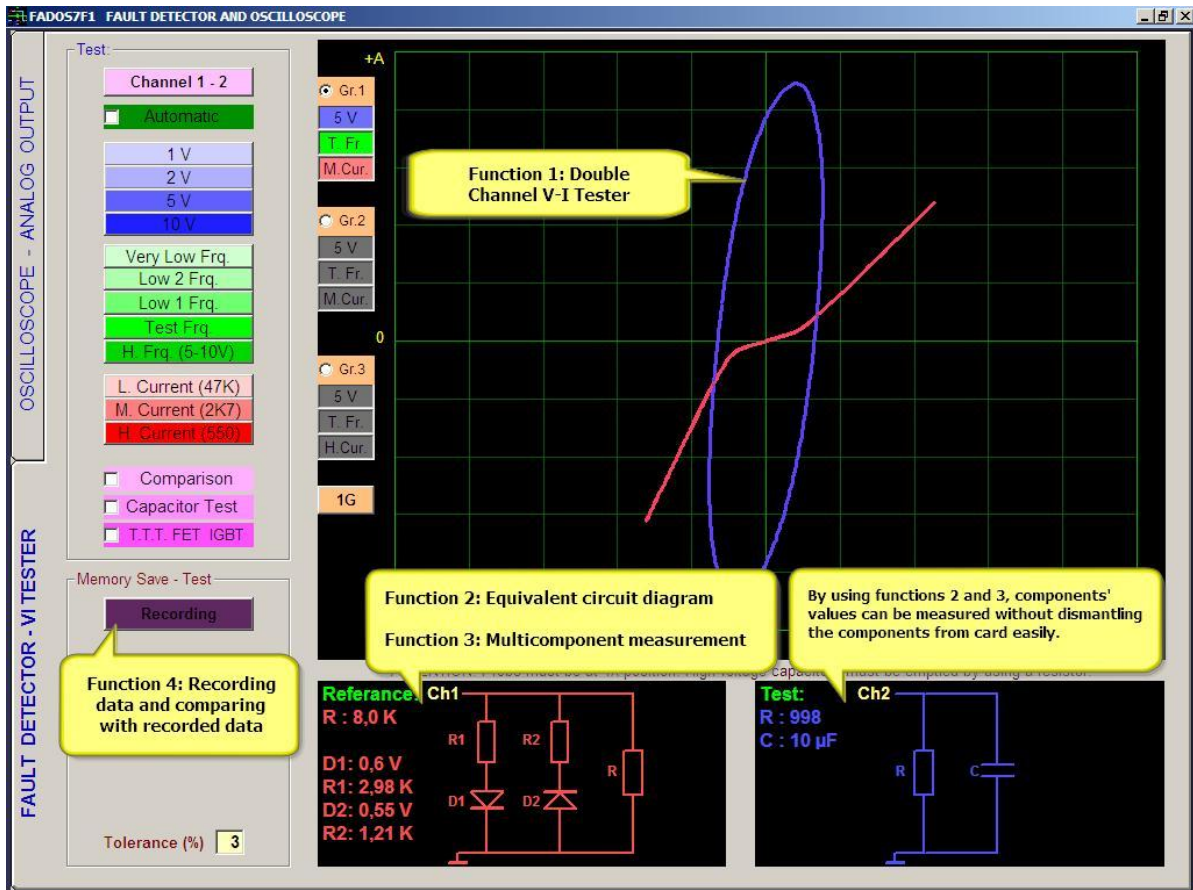 FADOS7F1 FAULT DETECTOR AND OSCILLOSCOPE
OSCILLOSCOPE - ANALOG OUTPUT
FAULT DETECTOR - VI TESTER
Test:
Channel 1 - 2
Automatic
1 V
2 V
5 V
10 V
Very Low Frq.
Low 2 Frq.
Low 1 Frq.
Test Frq.
H. Frq. (5-10V)
L. Current (47K)
M. Current (2K7)
H. Current (550)
Comparison
Capacitor Test
T.T.T. FET IGBT
Memory Save - Test
Recording
Function 4: Recording
data and comparing
with recorded data
Tolerance (%) 3
+A
0
Gr.1
5 V
T. Fr
M.Cur.
Gr.2
5 V
T. Fr.
M.Cur.
Gr.3
5 V
T. Fr.
H.Cur.
1G
Function 1: Double
Channel V-I Tester
Function 2: Equivalent circuit diagram
Function 3: Multicomponent measurement
By using functions 2 and 3, components'
values can be measured without dismantling
the components from card easily.
must be emptied by using a resistor.
Referance: Ch1
R : 8,0 K
D1: 0,6 V
R1: 2,98 K
D2: 0,55 V
R2: 1,21 K
R1
R2
R
D1
D2
Test: Ch2
R : 998
C : 10 µF
R
C